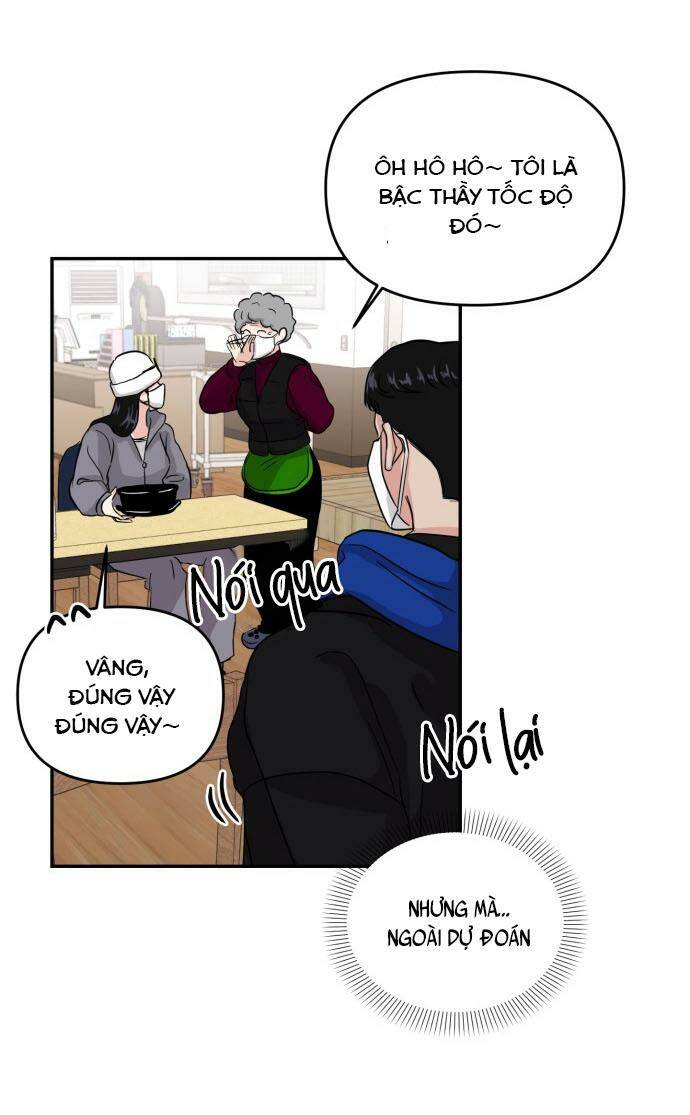 ÔH HÔ HÔ~ TÔI LÀ
BẬC THẦY TỐC ĐỘ
ĐÓ~
Nói qua
VÂNG,
ĐÚNG VẬY
ĐÚNG VẬY~
Nói lại
NHƯNG MÀ...
NGOÀI DỰ ĐOÁN